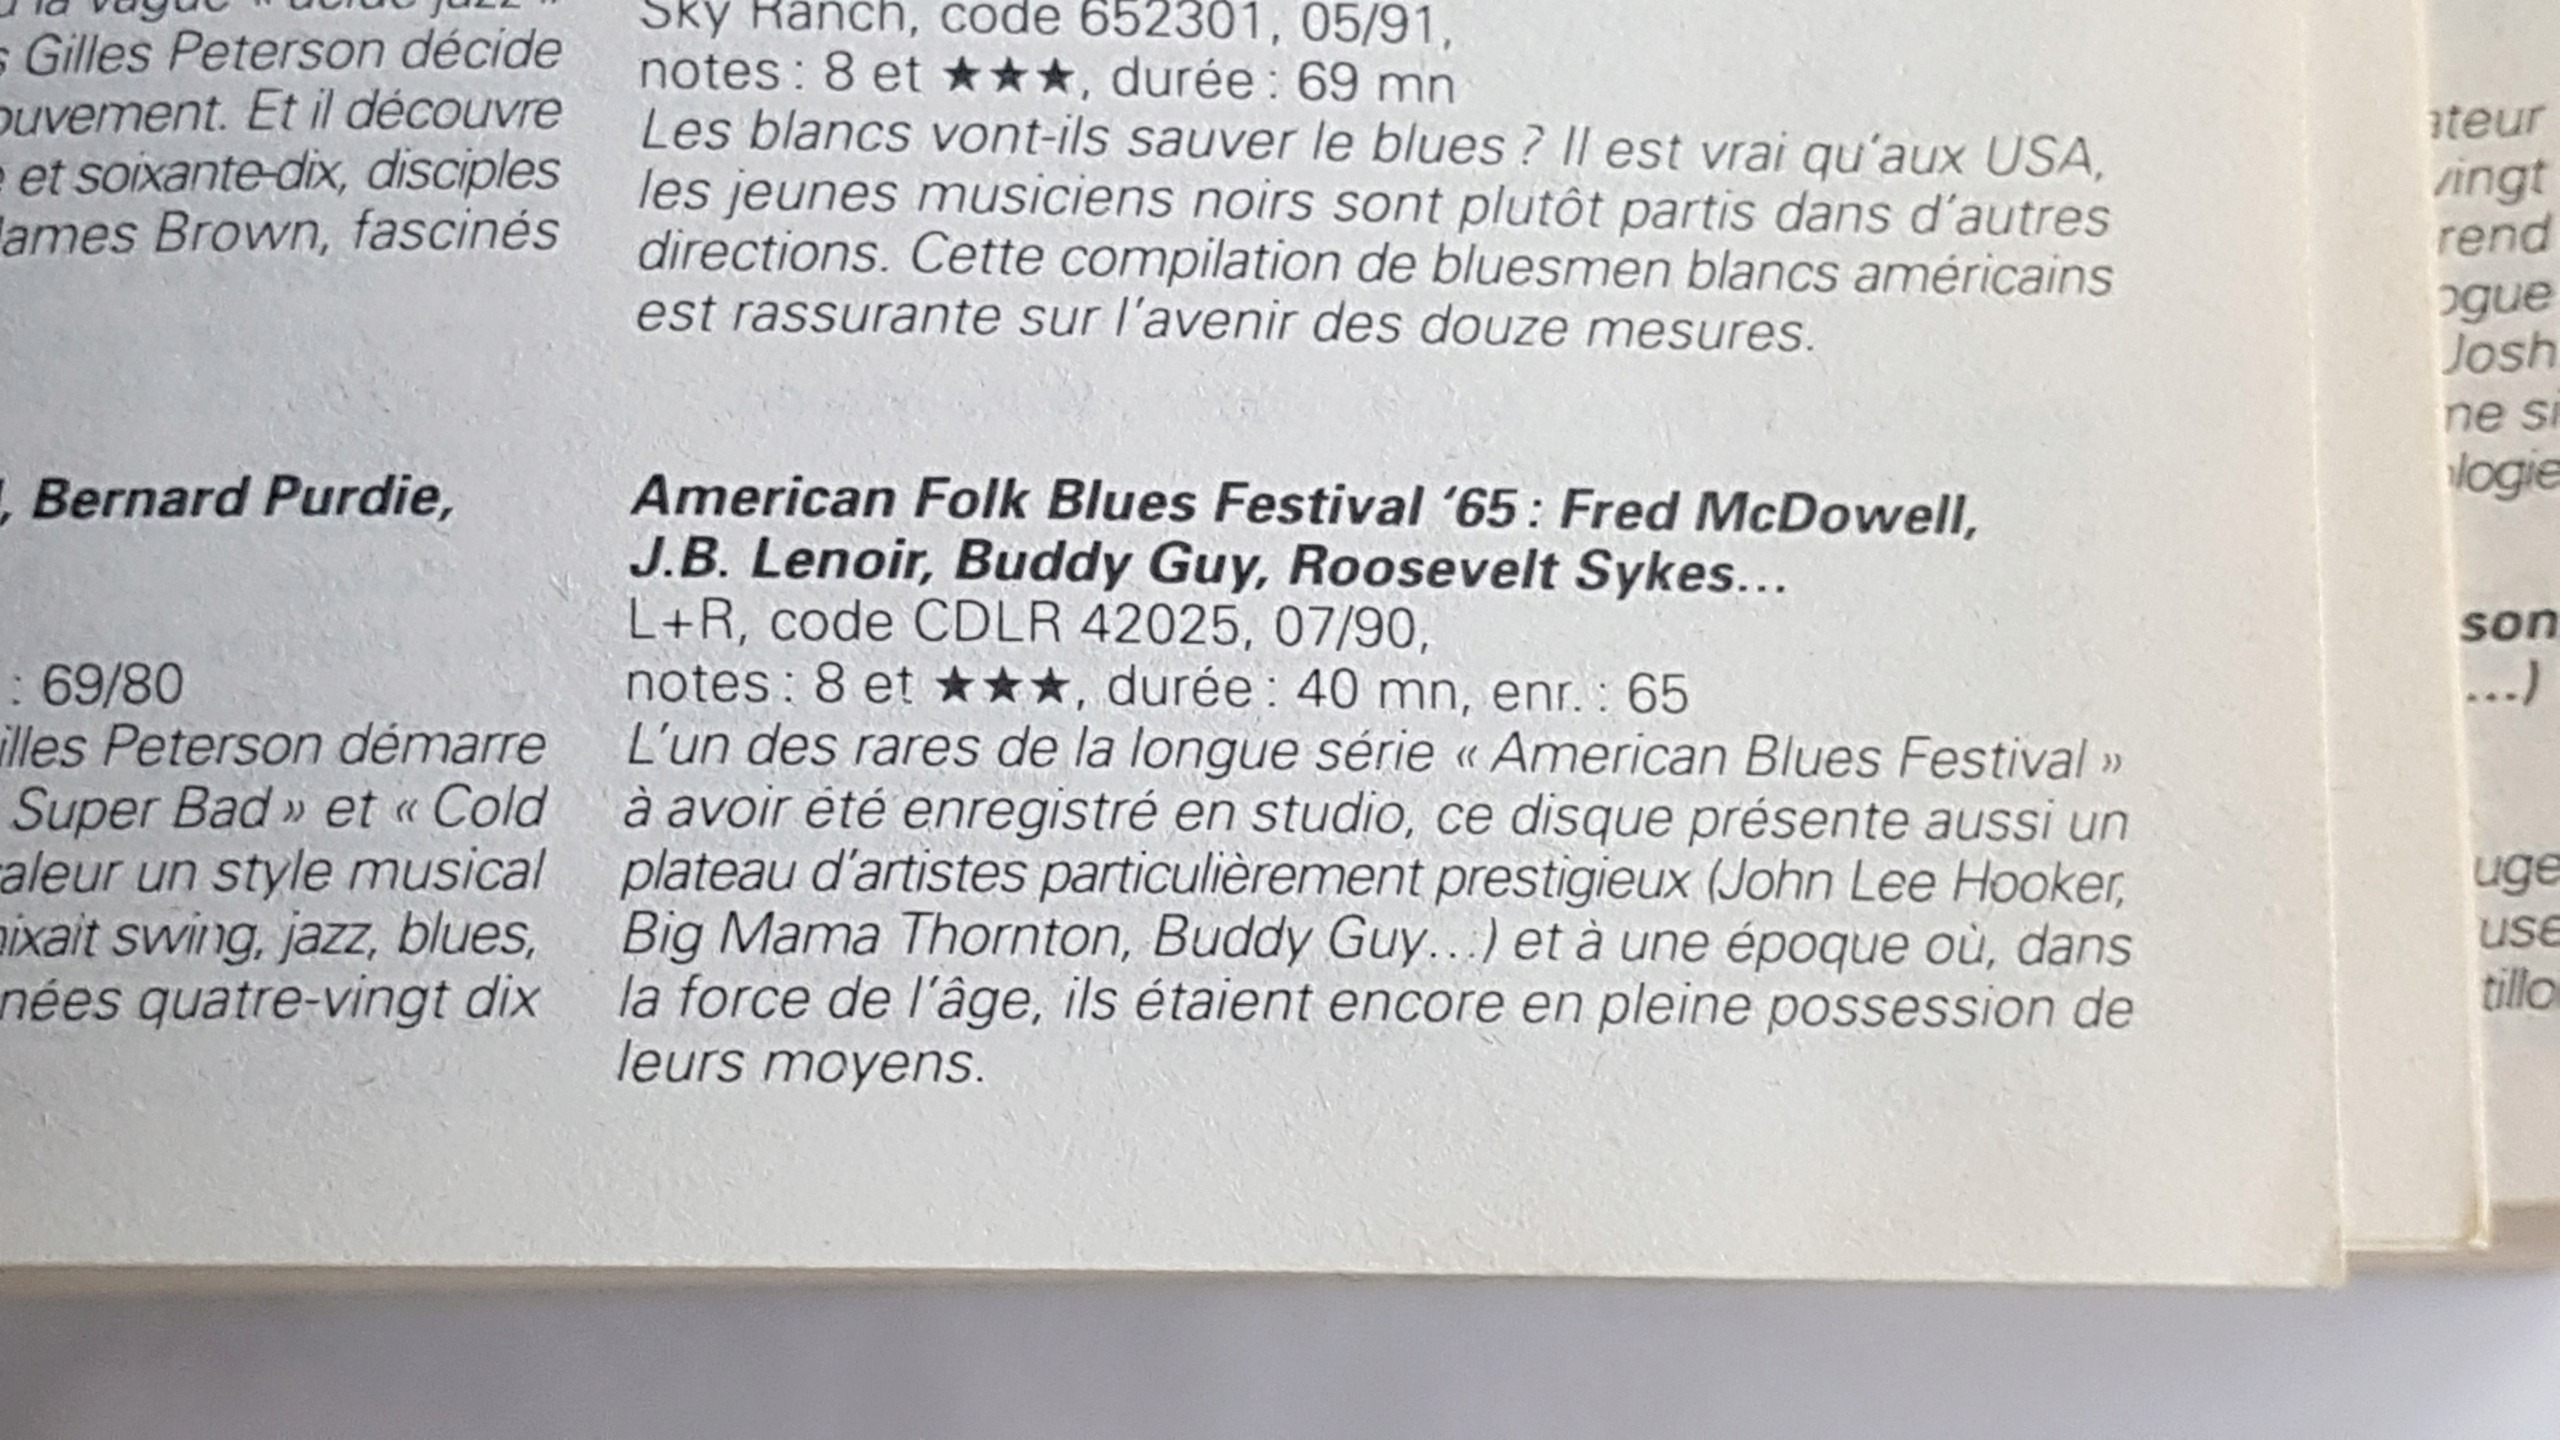 la vague « acide jazz »
Gilles Peterson décide
Et il découvre
et soixante-dix, disciples
James Brown, fascinés
, Bernard Purdie,
: 69/80
Peterson démarre
Super Bad » et « Cold
un style musical
swing, jazz, blues,
quatre-vingt dix
Sky Ranch, code 652301, 05/91,
notes : 8 et ★★★, durée : 69 mn
Les blancs vont-ils sauver le blues ? Il est vrai qu'aux USA,
les jeunes musiciens noirs sont plutôt partis dans d'autres
directions. Cette compilation de bluesmen blancs américains
est rassurante sur l'avenir des douze mesures.
American Folk Blues Festival ‘65 : Fred McDowell,
J.B. Lenoir, Buddy Guy, Roosevelt Sykes...
L+R, code CDLR 42025, 07/90,
notes : 8 et ★★★, durée : 40 mn, enr. : 65
L'un des rares de la longue série « American Blues Festival »
à avoir été enregistré en studio, ce disque présente aussi un
plateau d'artistes particulièrement prestigieux (John Lee Hooker,
Big Mama Thornton, Buddy Guy...) et à une époque où, dans
la force de l'âge, ils étaient encore en pleine possession de
leurs moyens.
Josh
son
...)